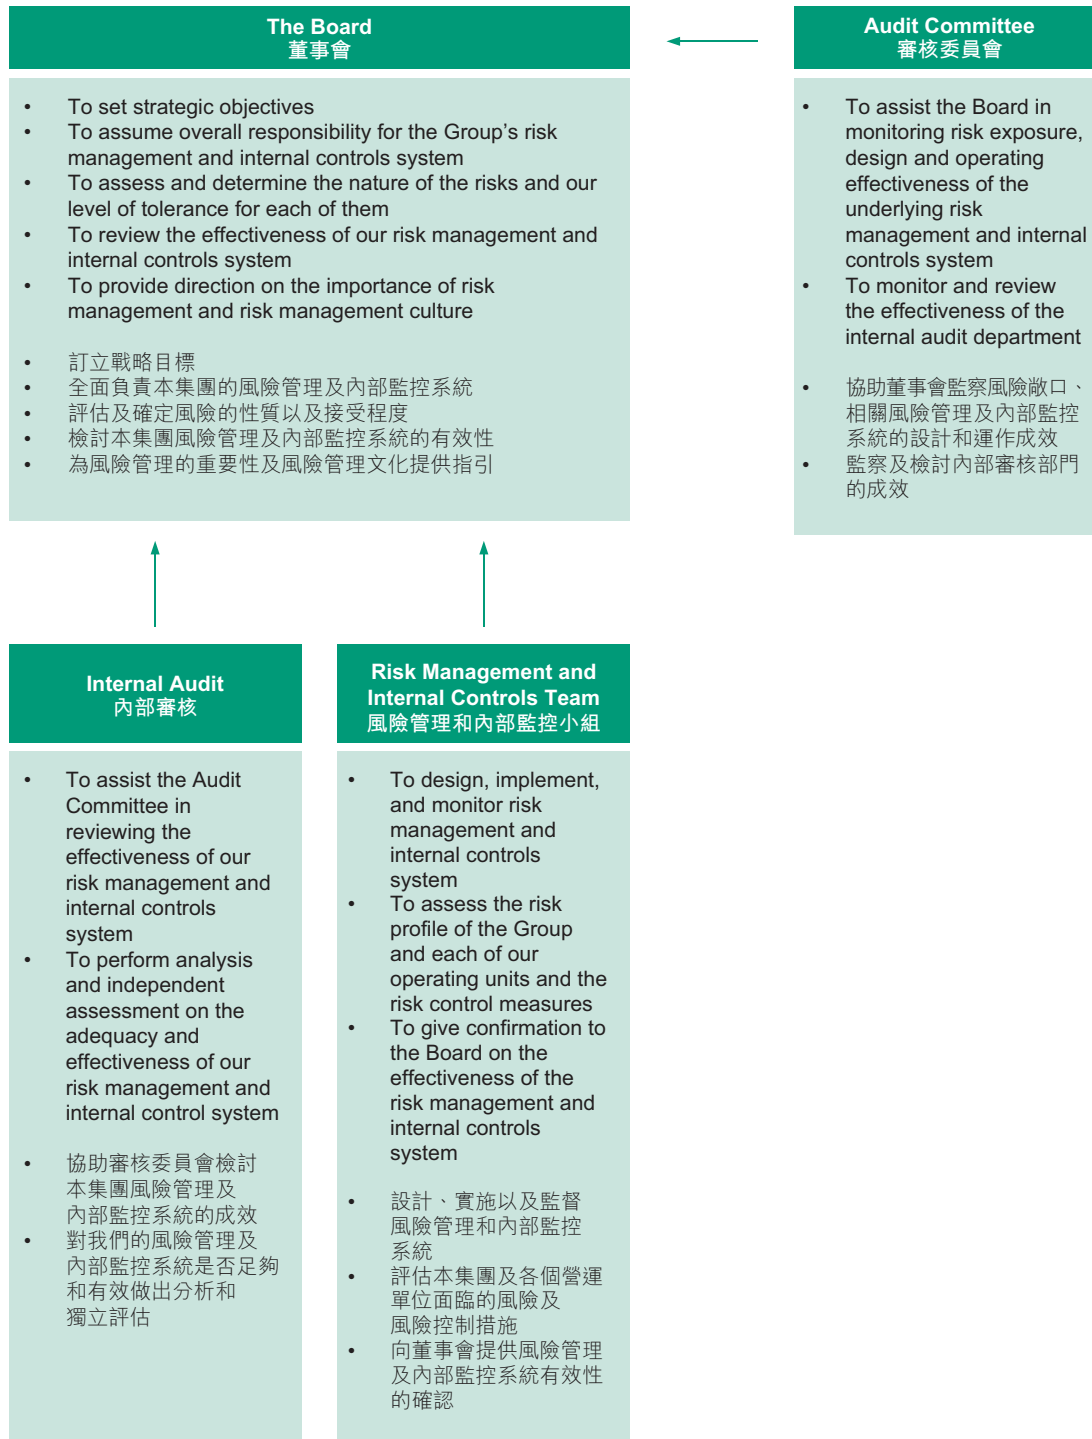 The Board
董事會
• To set strategic objectives
• To assume overall responsibility for the Group’s risk
management and internal controls system
• To assess and determine the nature of the risks and our
level of tolerance for each of them
• To review the effectiveness of our risk management and
internal controls system
• To provide direction on the importance of risk
management and risk management culture
• 訂立戰略目標
• 全面負責本集團的風險管理及內部監控系統
• 評估及確定風險的性質以及接受程度
• 檢討本集團風險管理及內部監控系統的有效性
• 為風險管理的重要性及風險管理文化提供指引
Audit Committee
審核委員會
• To assist the Board in
monitoring risk exposure,
design and operating
effectiveness of the
underlying risk
management and internal
controls system
• To monitor and review
the effectiveness of the
internal audit department
• 協助董事會監察風險敞口、
相關風險管理及內部監控
系統的設計和運作成效
• 監察及檢討內部審核部門
的成效
Internal Audit
內部審核
• To assist the Audit
Committee in
reviewing the
effectiveness of our
risk management and
internal controls
system
• To perform analysis
and independent
assessment on the
adequacy and
effectiveness of our
risk management and
internal control system
• 協助審核委員會檢討
本集團風險管理及
內部監控系統的成效
• 對我們的風險管理及
內部監控系統是否足夠
和有效做出分析和
獨立評估
Risk Management and
Internal Controls Team
風險管理和內部監控小組
• To design, implement,
and monitor risk
management and
internal controls
system
• To assess the risk
profile of the Group
and each of our
operating units and the
risk control measures
• To give confirmation to
the Board on the
effectiveness of the
risk management and
internal controls
system
• 設計、實施以及監督
風險管理和內部監控
系統
• 評估本集團及各個營運
單位面臨的風險及
風險控制措施
• 向董事會提供風險管理
及內部監控系統有效性
的確認